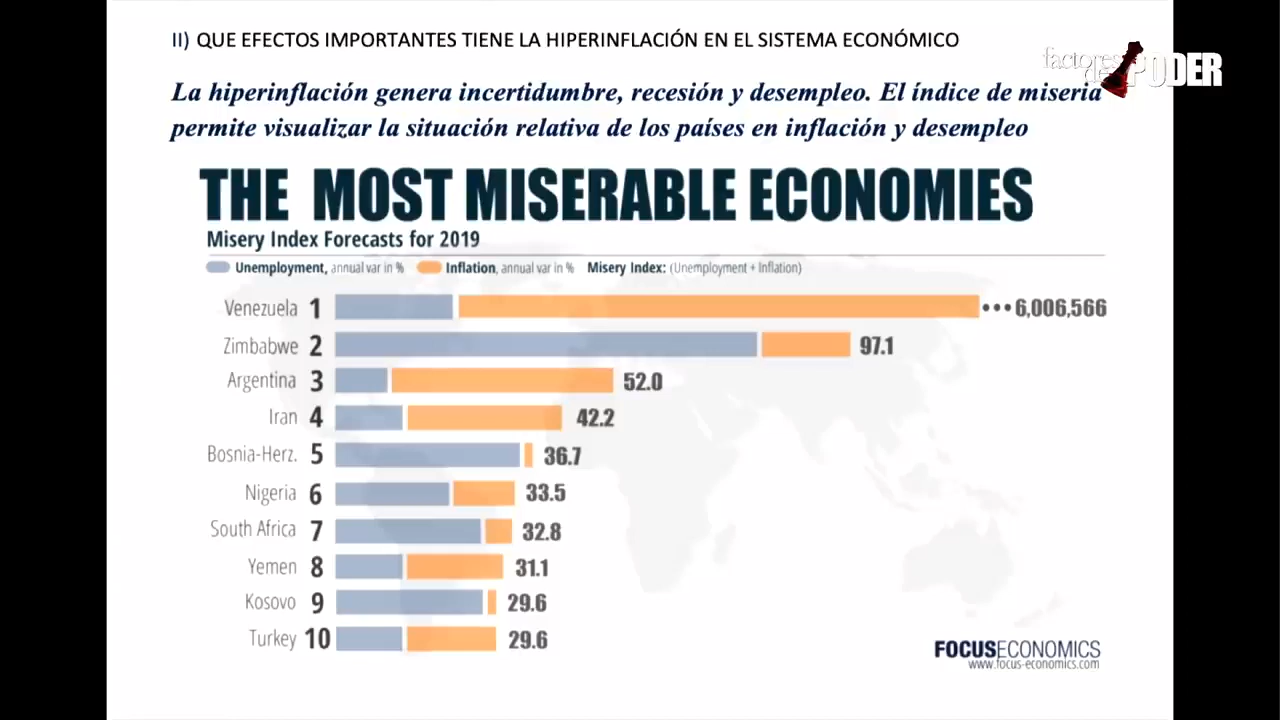 II) QUE EFECTOS IMPORTANTES TIENE LA HIPERINFLACIÓN EN EL SISTEMA ECONÓMICO
factores de PODER
La hiperinflación genera incertidumbre, recesión y desempleo. El índice de miseria
permite visualizar la situación relativa de los países en inflación y desempleo
THE MOST MISERABLE ECONOMIES
Misery Index Forecasts for 2019
Unemployment, annual var in % Inflation, annual var in % Misery Index: (Unemployment + Inflation)
Venezuela 1 •••6,006,566
Zimbabwe 2 97.1
Argentina 3 52.0
Iran 4 42.2
Bosnia-Herz. 5 36.7
Nigeria 6 33.5
South Africa 7 32.8
Yemen 8 31.1
Kosovo 9 29.6
Turkey 10 29.6
FOCUSECONOMICS
www.focus-economics.com